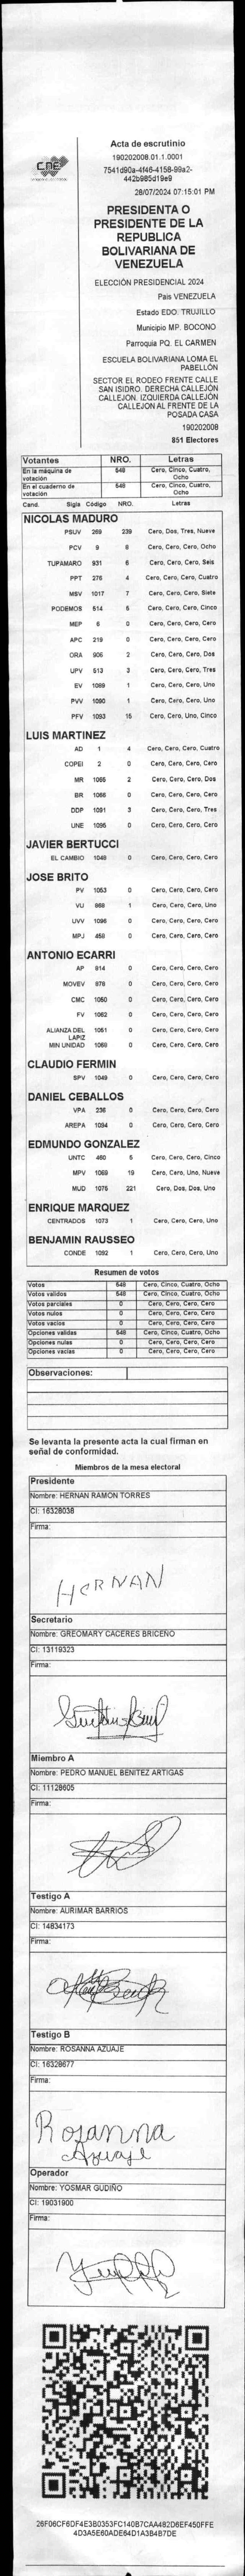 CNE
Acta de escrutinio
190202008.01.1.0001
7541d90a-4f46-4158-99a2-
442b985d19e9
28/07/2024 07:15:01 PM
PRESIDENTA O
PRESIDENTE DE LA
REPUBLICA
BOLIVARIANA DE
VENEZUELA
ELECCIÓN PRESIDENCIAL 2024
Pais VENEZUELA
Estado EDO. TRUJILLO
Municipio MP. BOCONO
Parroquia PQ. EL CARMEN
ESCUELA BOLIVARIANA LOMA EL
PABELLÓN
SECTOR EL RODEO FRENTE CALLE
SAN ISIDRO. DERECHA CALLEJÓN
CALLEJON. IZQUIERDA CALLEJÓN
CALLEJON AL FRENTE DE LA
POSADA CASA
190202008
851 Electores
Votantes NRO. Letras
En la máquina de votación 548 Cero, Cinco, Cuatro, Ocho
En el cuaderno de votación 548 Cero, Cinco, Cuatro, Ocho
Cand. Sigla Código NRO. Letras
NICOLAS MADURO
PSUV 269 239 Cero, Dos, Tres, Nueve
PCV 9 8 Cero, Cero, Cero, Ocho
TUPAMARO 931 6 Cero, Cero, Cero, Seis
PPT 276 4 Cero, Cero, Cero, Cuatro
MSV 1017 7 Cero, Cero, Cero, Siete
PODEMOS 514 5 Cero, Cero, Cero, Cinco
MEP 6 0 Cero, Cero, Cero, Cero
APC 219 0 Cero, Cero, Cero, Cero
ORA 906 2 Cero, Cero, Cero, Dos
UPV 513 3 Cero, Cero, Cero, Tres
EV 1089 1 Cero, Cero, Cero, Uno
PVV 1090 1 Cero, Cero, Cero, Uno
PFV 1093 15 Cero, Cero, Uno, Cinco
LUIS MARTINEZ
AD 1 4 Cero, Cero, Cero, Cuatro
COPEI 2 0 Cero, Cero, Cero, Cero
MR 1065 2 Cero, Cero, Cero, Dos
BR 1086 0 Cero, Cero, Cero, Cero
DDP 1091 3 Cero, Cero, Cero, Tres
UNE 1095 0 Cero, Cero, Cero, Cero
JAVIER BERTUCCI
EL CAMBIO 1048 0 Cero, Cero, Cero, Cero
JOSE BRITO
PV 1053 0 Cero, Cero, Cero, Cero
VU 868 1 Cero, Cero, Cero, Uno
UVV 1096 0 Cero, Cero, Cero, Cero
MPJ 459 0 Cero, Cero, Cero, Cero
ANTONIO ECARRI
AP 914 0 Cero, Cero, Cero, Cero
MOVEV 878 0 Cero, Cero, Cero, Cero
CMC 1050 0 Cero, Cero, Cero, Cero
FV 1062 0 Cero, Cero, Cero, Cero
ALIANZA DEL LAPIZ 1051 0 Cero, Cero, Cero, Cero
MIN UNIDAD 1068 0 Cero, Cero, Cero, Cero
CLAUDIO FERMIN
SPV 1049 0 Cero, Cero, Cero, Cero
DANIEL CEBALLOS
VPA 236 0 Cero, Cero, Cero, Cero
AREPA 1094 0 Cero, Cero, Cero, Cero
EDMUNDO GONZALEZ
UNTC 460 5 Cero, Cero, Cero, Cinco
MPV 1069 19 Cero, Cero, Uno, Nueve
MUD 1075 221 Cero, Dos, Dos, Uno
ENRIQUE MARQUEZ
CENTRADOS 1073 1 Cero, Cero, Cero, Uno
BENJAMIN RAUSSEO
CONDE 1092 1 Cero, Cero, Cero, Uno
Resumen de votos
Votos 548 Cero, Cinco, Cuatro, Ocho
Votos validos 548 Cero, Cinco, Cuatro, Ocho
Votos parciales 0 Cero, Cero, Cero, Cero
Votos nulos 0 Cero, Cero, Cero, Cero
Votos vacios 0 Cero, Cero, Cero, Cero
Opciones validas 548 Cero, Cinco, Cuatro, Ocho
Opciones nulas 0 Cero, Cero, Cero, Cero
Opciones vacias 0 Cero, Cero, Cero, Cero
Observaciones:
Se levanta la presente acta la cual firman en
señal de conformidad.
Miembros de la mesa electoral
Presidente
Nombre: HERNAN RAMON TORRES
CI: 16328038
Firma:
HERNAN
Secretario
Nombre: GREOMARY CACERES BRICEÑO
CI: 13119323
Firma:
Miembro A
Nombre: PEDRO MANUEL BENITEZ ARTIGAS
CI: 11128605
Firma:
Testigo A
Nombre: AURIMAR BARRIOS
CI: 14834173
Firma:
Testigo B
Nombre: ROSANNA AZUAJE
CI: 16328677
Firma:
Rosanna
Azuaje
Operador
Nombre: YOSMAR GUDIÑO
CI: 19031900
Firma:
26F06CF6DF4E3B0353FC140B7CAA482D6EF450FFE
4D3A5E60ADE64D1A3B4B7DE